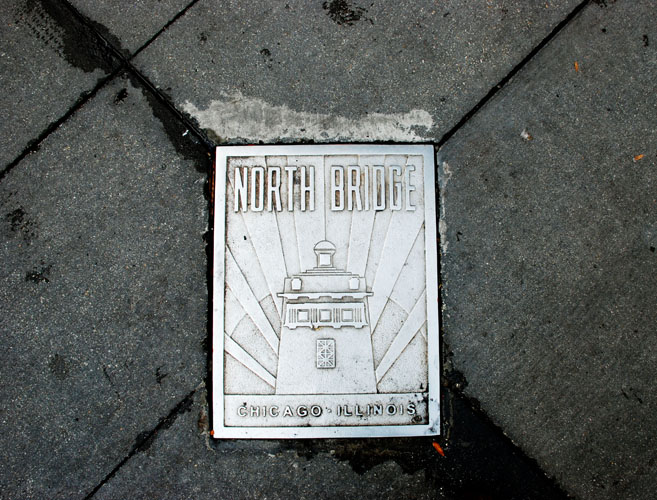 NORTH BRIDGE
CHICAGO · ILLINOIS